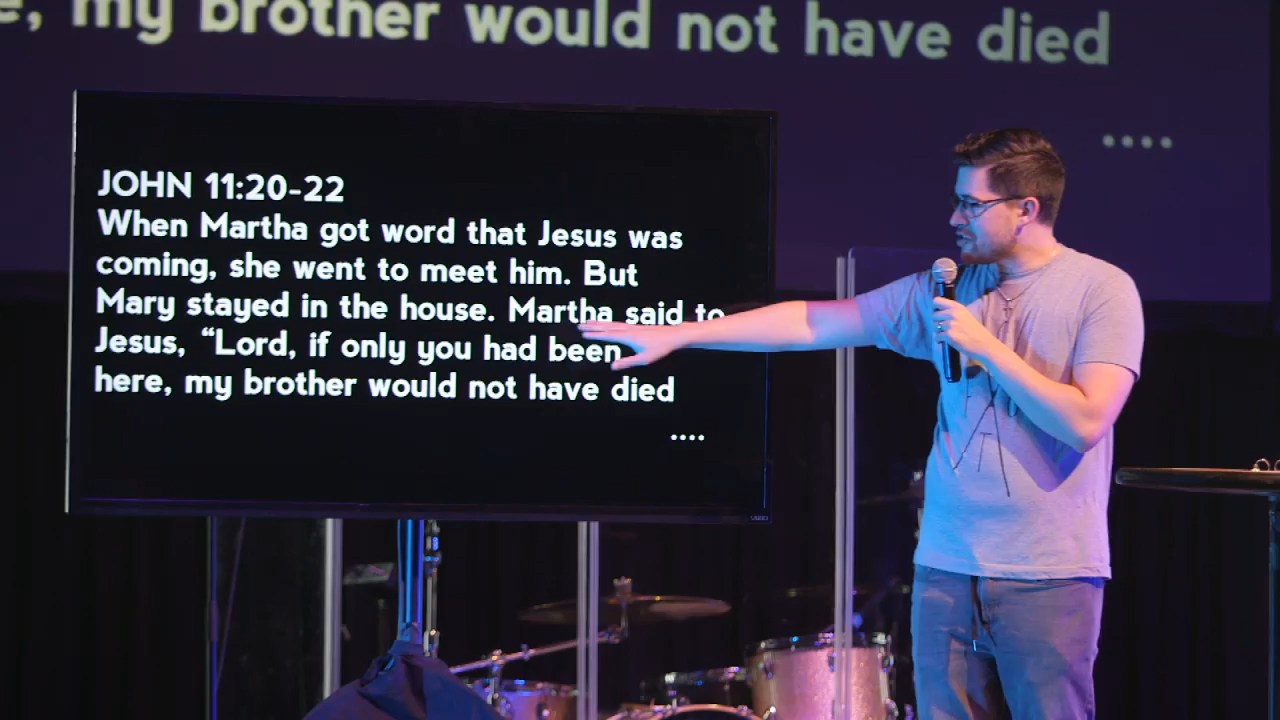 e, my brother would not have died
....
JOHN 11:20-22
When Martha got word that Jesus was
coming, she went to meet him. But
Mary stayed in the house. Martha said to
Jesus, “Lord, if only you had been
here, my brother would not have died
....
VIZIO